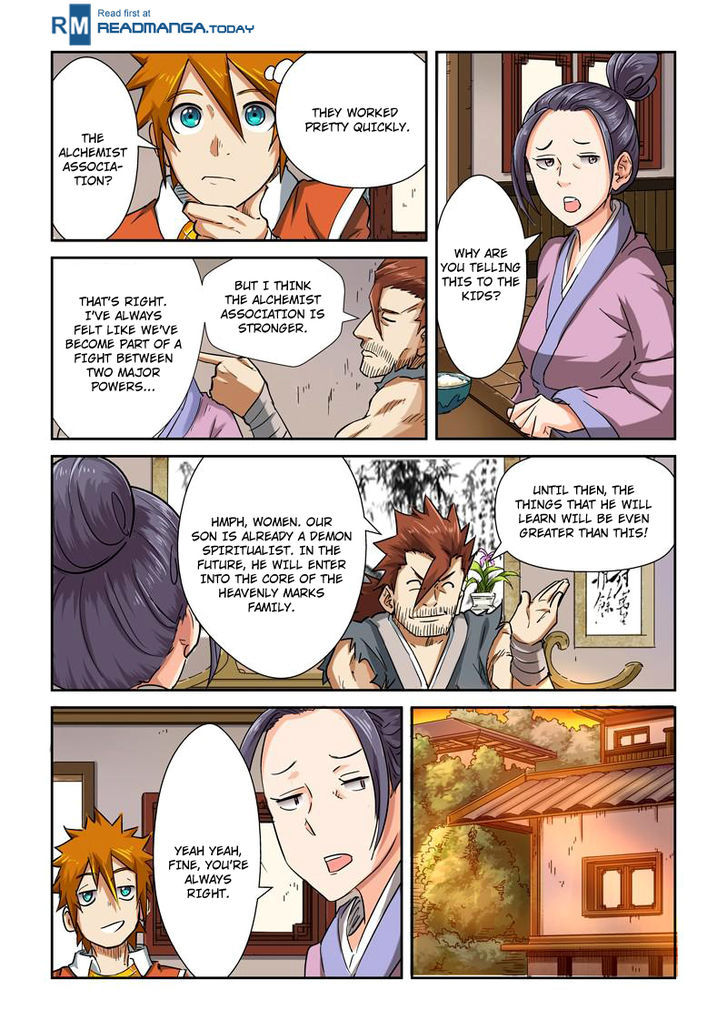 RM
Read first at
READMANGA.TODAY
THE
ALCHEMIST
ASSOCIA-
TION?
THEY WORKED
PRETTY QUICKLY.
WHY ARE
YOU TELLING
THIS TO THE
KIDS?
THAT'S RIGHT.
I'VE ALWAYS
FELT LIKE WE'VE
BECOME PART OF A
FIGHT BETWEEN
TWO MAJOR
POWERS...
BUT I THINK
THE ALCHEMIST
ASSOCIATION IS
STRONGER.
HMPH, WOMEN. OUR
SON IS ALREADY A DEMON
SPIRITUALIST. IN THE
FUTURE, HE WILL ENTER
INTO THE CORE OF THE
HEAVENLY MARKS
FAMILY.
UNTIL THEN, THE
THINGS THAT HE WILL
LEARN WILL BE EVEN
GREATER THAN THIS!
YEAH YEAH,
FINE, YOU'RE
ALWAYS
RIGHT.